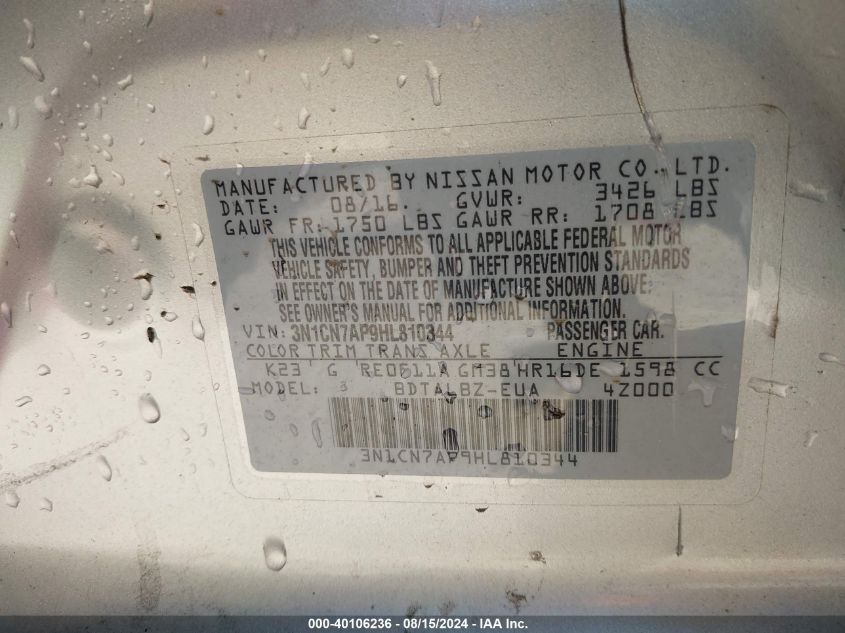 MANUFACTURED BY NISSAN MOTOR CO., LTD.
DATE: 08/16. GVWR: 3426 LBS
GAWR FR: 1750 LBS GAWR RR: 1708 LBS
THIS VEHICLE CONFORMS TO ALL APPLICABLE FEDERAL MOTOR
VEHICLE SAFETY, BUMPER AND THEFT PREVENTION STANDARDS
IN EFFECT ON THE DATE OF MANUFACTURE SHOWN ABOVE.
SEE OWNER'S MANUAL FOR ADDITIONAL INFORMATION.
VIN: 3N1CN7AP9HL810344 PASSENGER CAR.
COLOR TRIM TRANS AXLE ENGINE
K23 G RE0F11A GM38 HR16DE 1598 CC
MODEL: BDTALBZ-EUA 4Z000
3N1CN7AP9HL810344
000-40106236 - 08/15/2024 - IAA Inc.